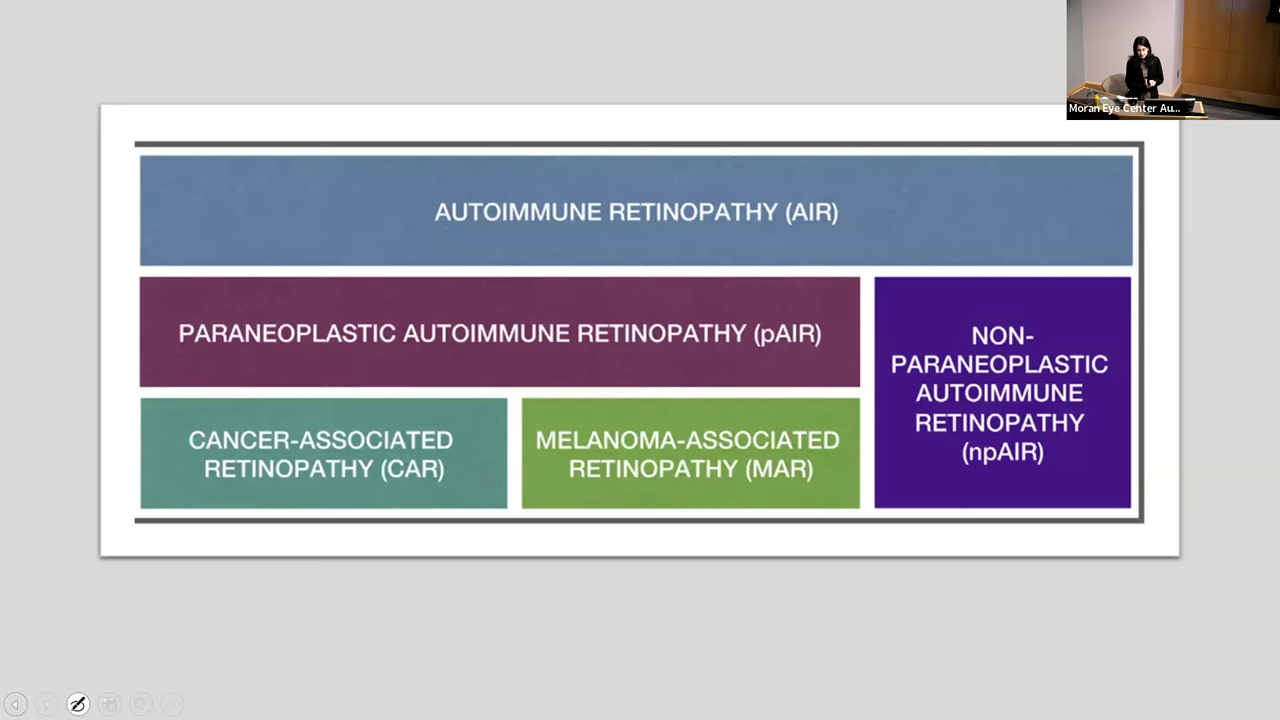 Moran Eye Center Au...
AUTOIMMUNE RETINOPATHY (AIR)
PARANEOPLASTIC AUTOIMMUNE RETINOPATHY (pAIR)
NON-
PARANEOPLASTIC
AUTOIMMUNE
RETINOPATHY
(npAIR)
CANCER-ASSOCIATED
RETINOPATHY (CAR)
MELANOMA-ASSOCIATED
RETINOPATHY (MAR)